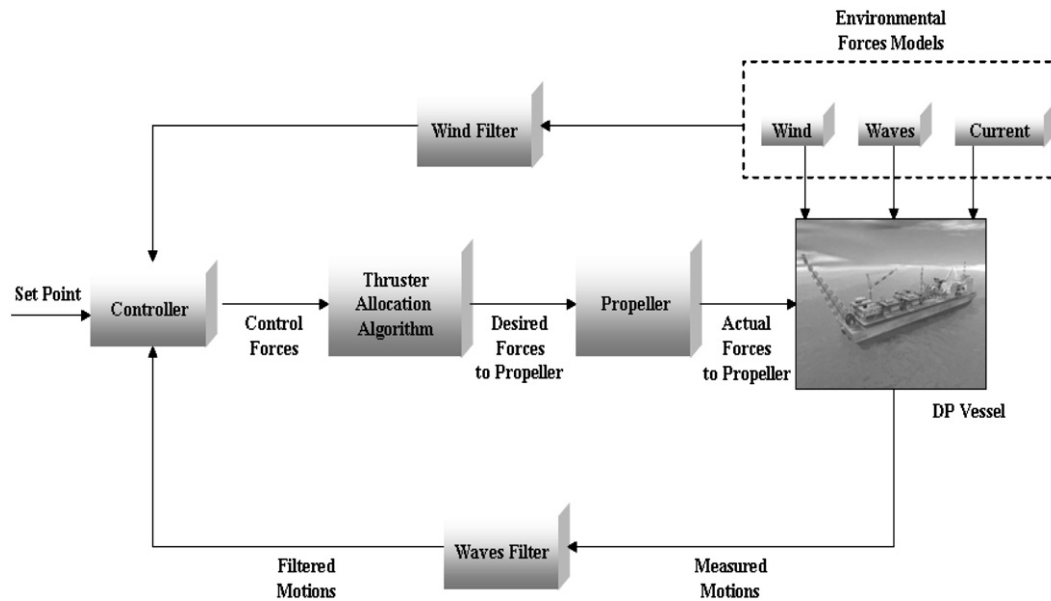 Environmental
Forces Models
Wind Filter
Wind
Waves
Current
Set Point
Controller
Control
Forces
Thruster
Allocation
Algorithm
Desired
Forces
to Propeller
Propeller
Actual
Forces
to Propeller
DP Vessel
Filtered
Motions
Waves Filter
Measured
Motions